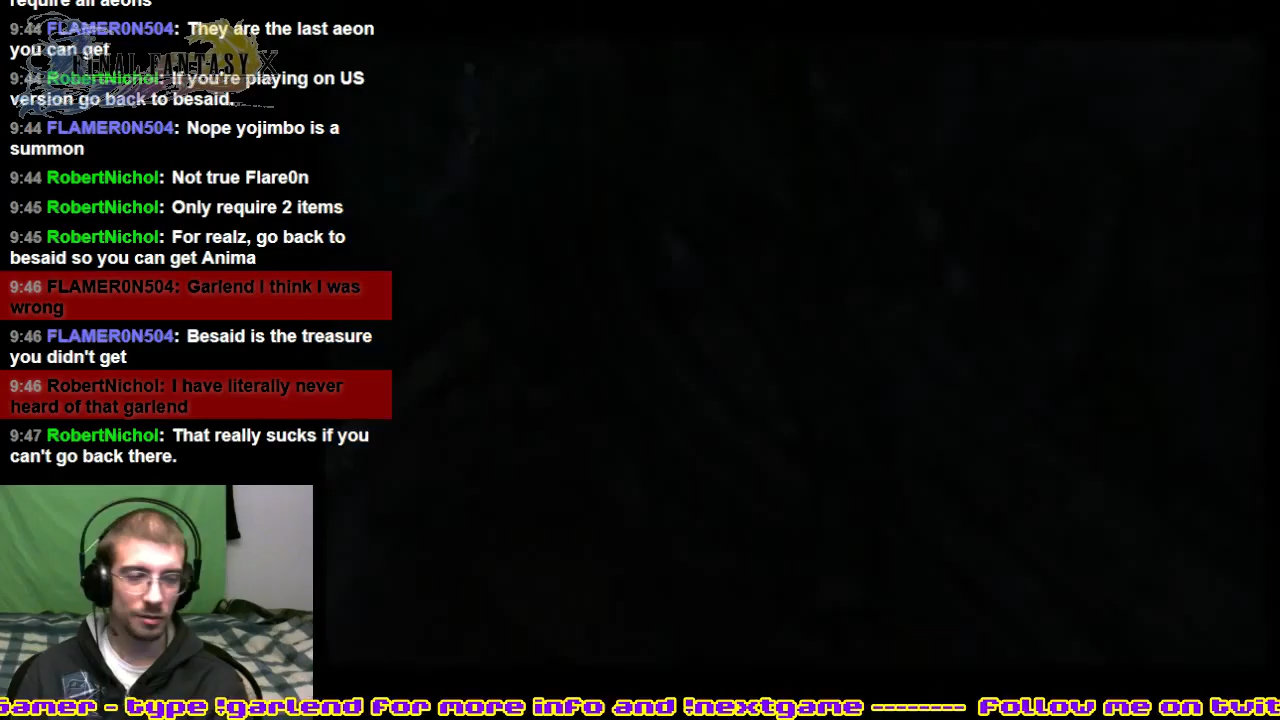 require all aeons
9:44 FLAMER0N504: They are the last aeon
you can get
FINAL FANTASY X
9:44 RobertNichol: If you're playing on US
version go back to besaid.
9:44 FLAMER0N504: Nope yojimbo is a
summon
9:44 RobertNichol: Not true Flare0n
9:45 RobertNichol: Only require 2 items
9:45 RobertNichol: For realz, go back to
besaid so you can get Anima
9:46 FLAMER0N504: Garlend I think I was
wrong
9:46 FLAMER0N504: Besaid is the treasure
you didn't get
9:46 RobertNichol: I have literally never
heard of that garlend
9:47 RobertNichol: That really sucks if you
can't go back there.
Gamer - type !garlend for more info and !nextgame -------- Follow me on twit